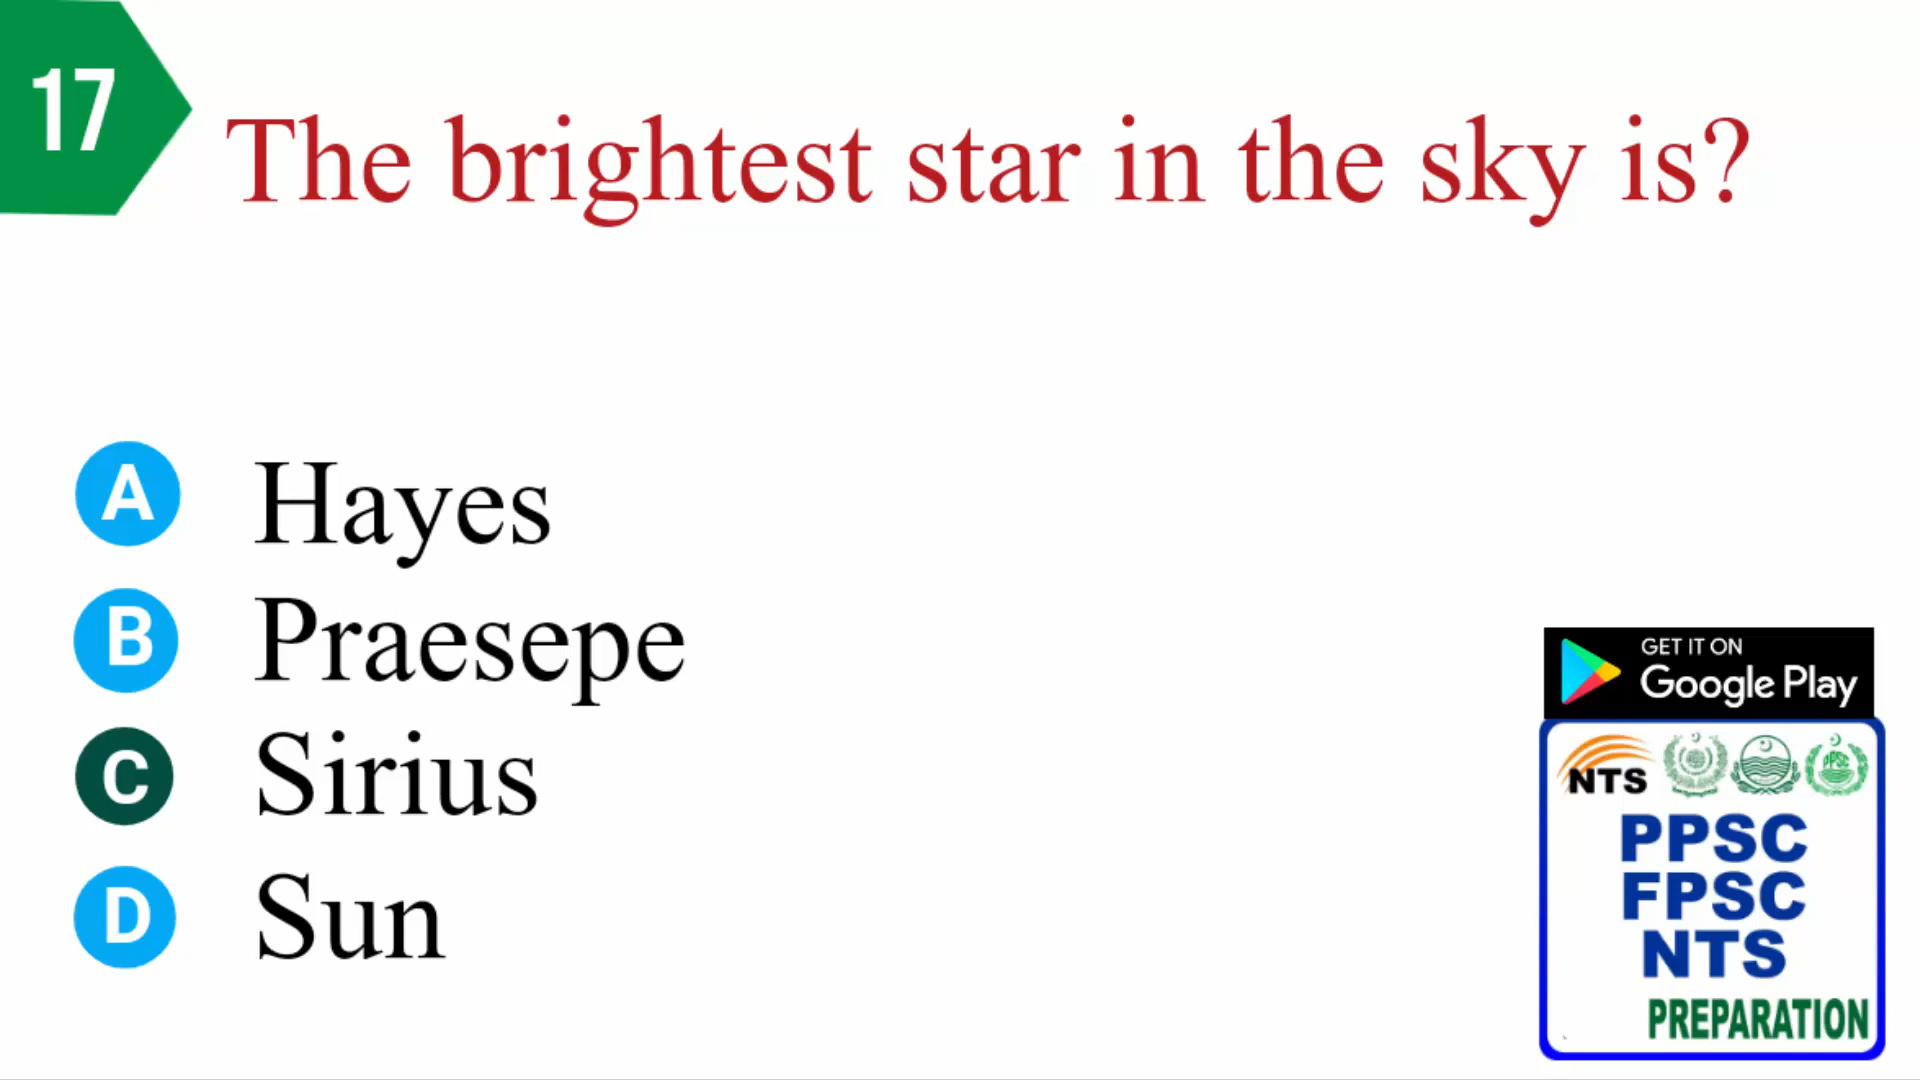 17
The brightest star in the sky is?
A Hayes
B Praesepe
C Sirius
D Sun
GET IT ON
Google Play
NTS
PPSC
PPSC
FPSC
NTS
PREPARATION